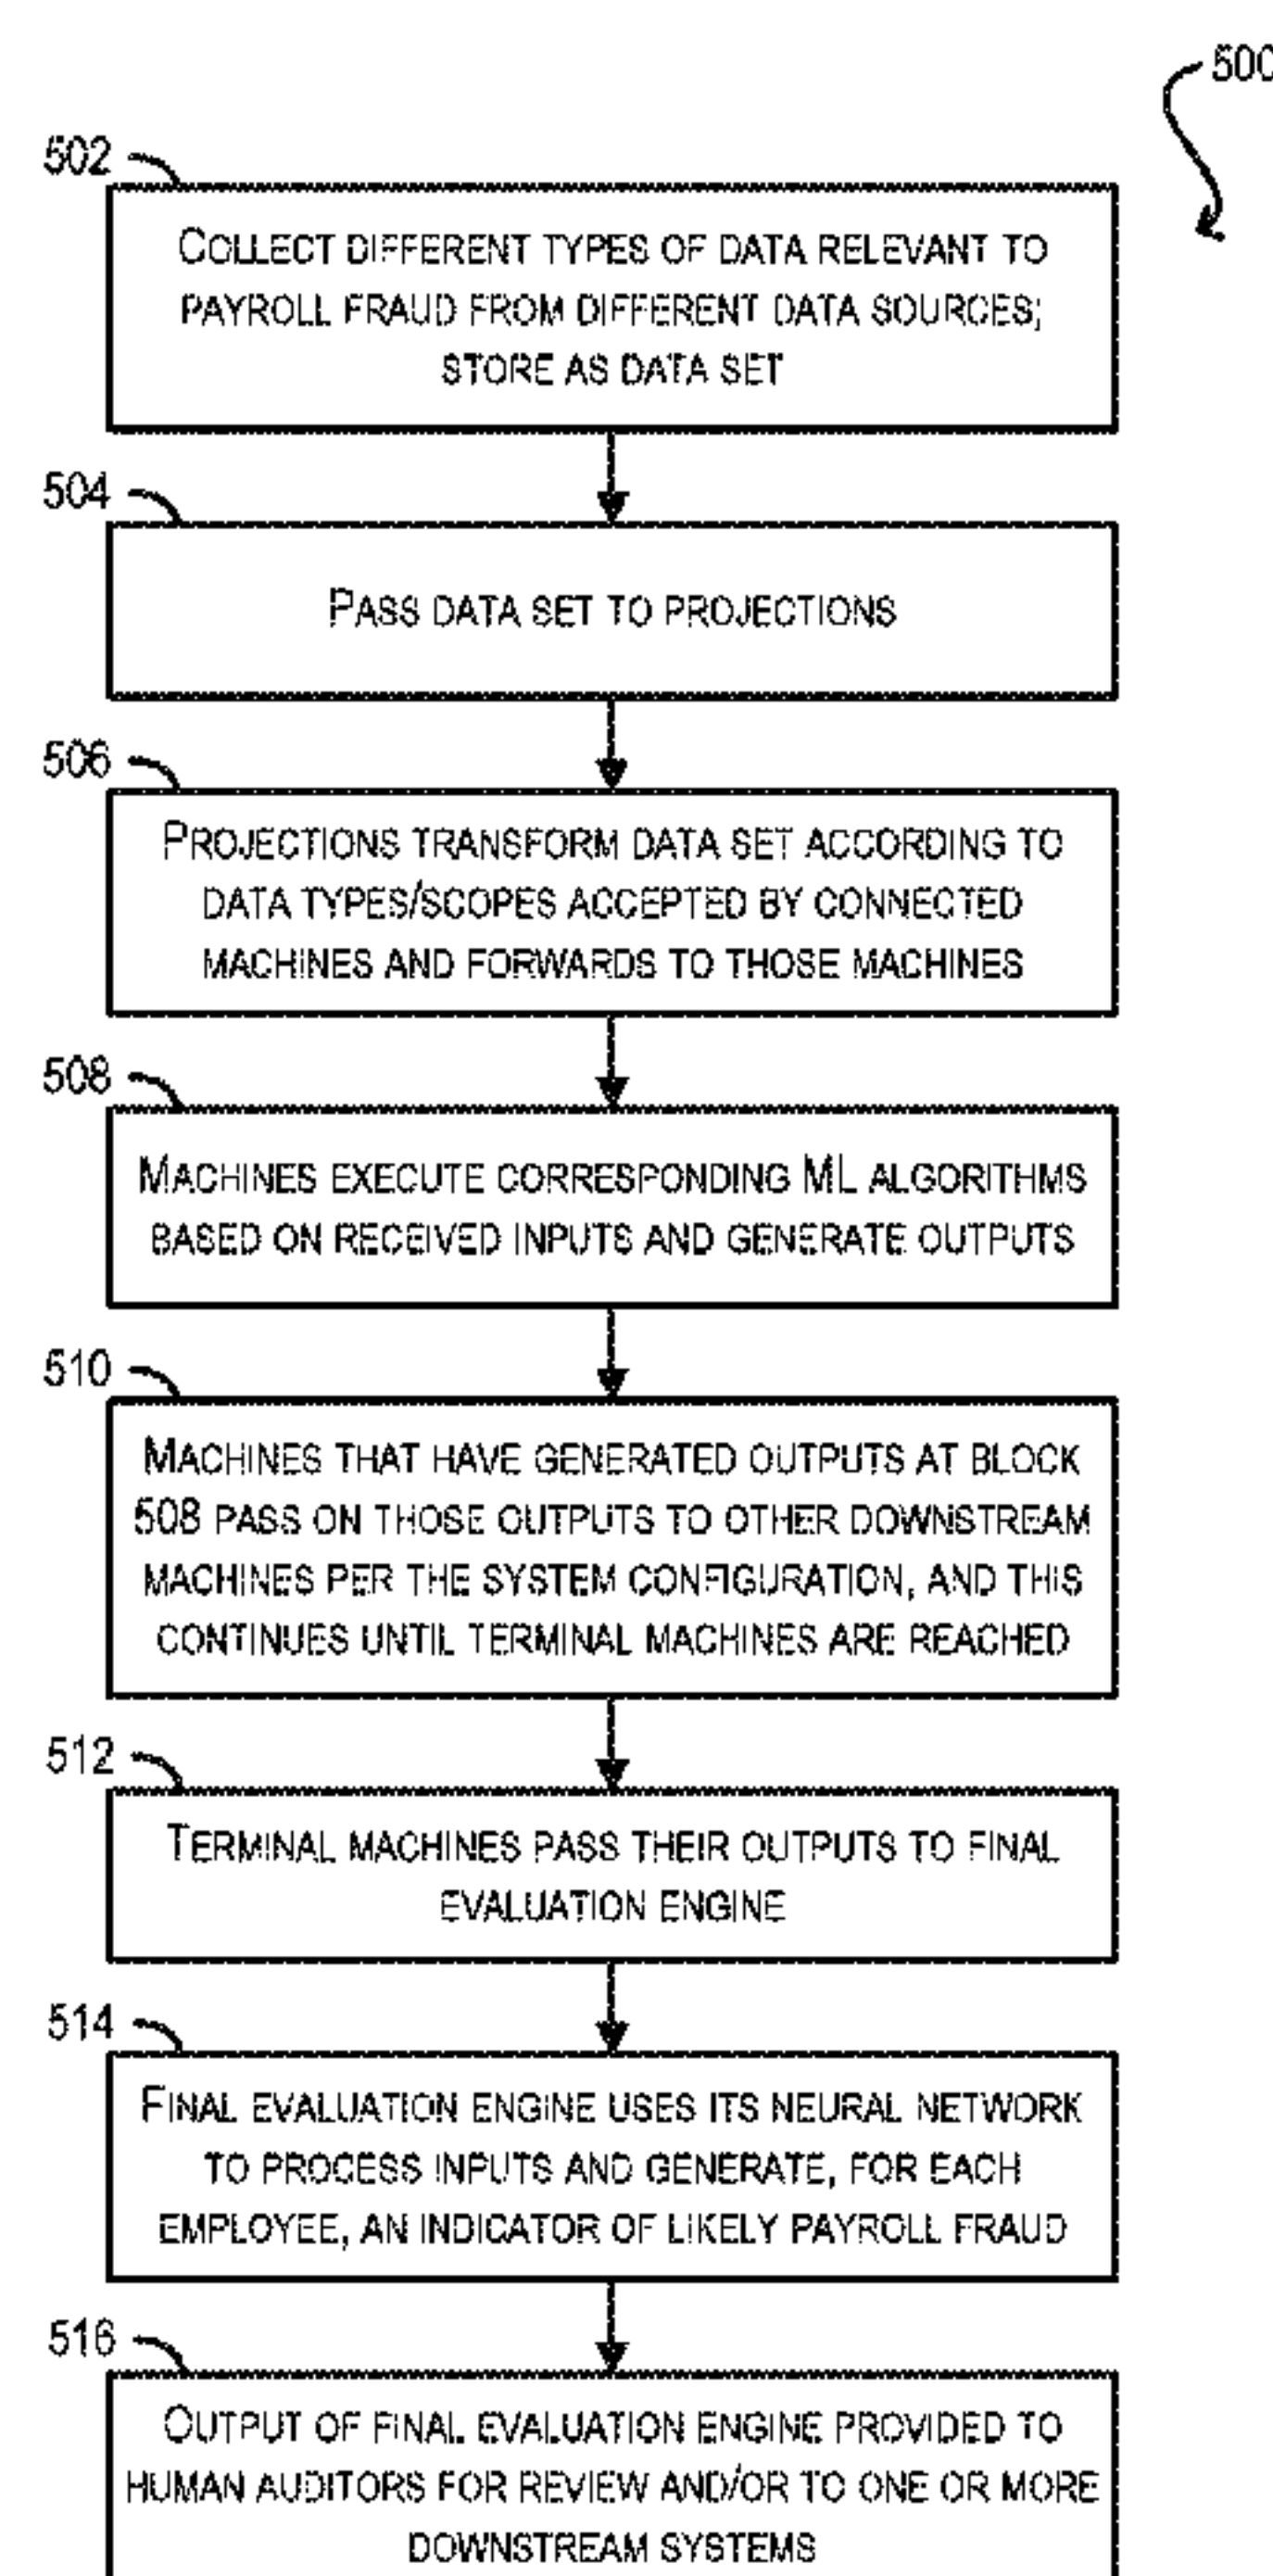 500
502
COLLECT DIFFERENT TYPES OF DATA RELEVANT TO
PAYROLL FRAUD FROM DIFFERENT DATA SOURCES;
STORE AS DATA SET
504
PASS DATA SET TO PROJECTIONS
506
PROJECTIONS TRANSFORM DATA SET ACCORDING TO
DATA TYPES/SCOPES ACCEPTED BY CONNECTED
MACHINES AND FORWARDS TO THOSE MACHINES
508
MACHINES EXECUTE CORRESPONDING ML ALGORITHMS
BASED ON RECEIVED INPUTS AND GENERATE OUTPUTS
510
MACHINES THAT HAVE GENERATED OUTPUTS AT BLOCK
508 PASS ON THOSE OUTPUTS TO OTHER DOWNSTREAM
MACHINES PER THE SYSTEM CONFIGURATION, AND THIS
CONTINUES UNTIL TERMINAL MACHINES ARE REACHED
512
TERMINAL MACHINES PASS THEIR OUTPUTS TO FINAL
EVALUATION ENGINE
514
FINAL EVALUATION ENGINE USES ITS NEURAL NETWORK
TO PROCESS INPUTS AND GENERATE, FOR EACH
EMPLOYEE, AN INDICATOR OF LIKELY PAYROLL FRAUD
516
OUTPUT OF FINAL EVALUATION ENGINE PROVIDED TO
HUMAN AUDITORS FOR REVIEW AND/OR TO ONE OR MORE
DOWNSTREAM SYSTEMS